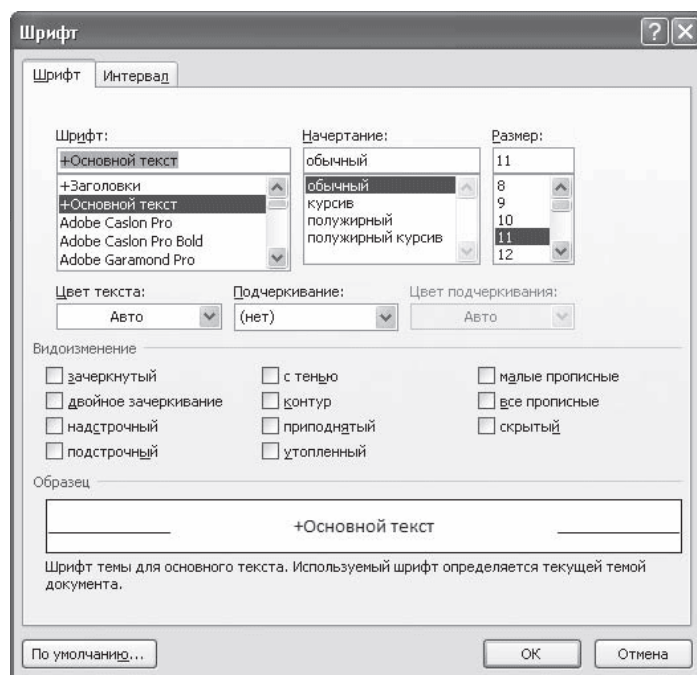 Шрифт
Шрифт Интервал
Шрифт: Начертание: Размер:
+Основной текст обычный 11
+Заголовки обычный 8
+Основной текст курсив 9
Adobe Caslon Pro полужирный 10
Adobe Caslon Pro Bold полужирный курсив 11
Adobe Garamond Pro 12
Цвет текста: Подчеркивание: Цвет подчеркивания:
Авто (нет) Авто
Видоизменение
зачеркнутый с тенью малые прописные
двойное зачеркивание контур все прописные
надстрочный приподнятый скрытый
подстрочный утопленный
Образец
+Основной текст
Шрифт темы для основного текста. Используемый шрифт определяется текущей темой
документа.
По умолчанию... ОК Отмена